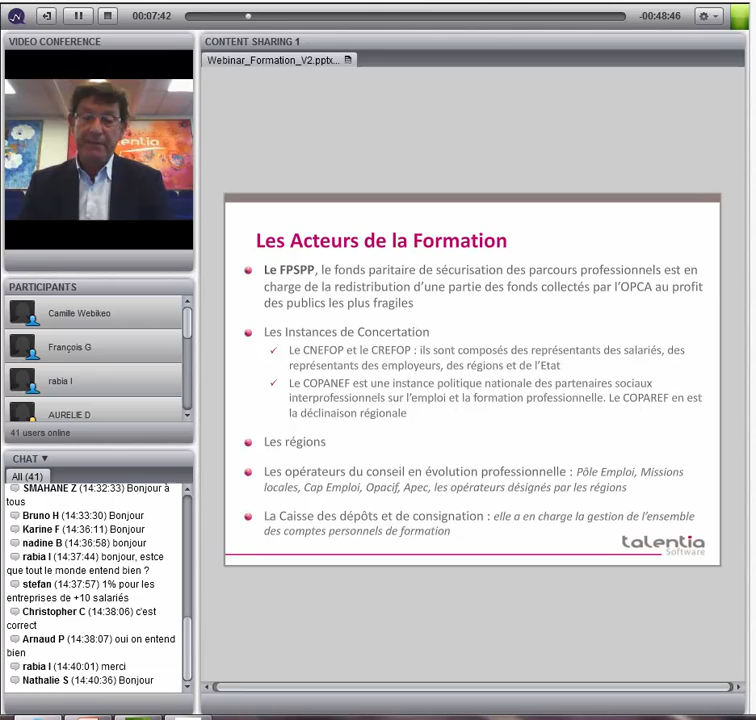 00:07:42
-00:48:46
VIDEO CONFERENCE
CONTENT SHARING 1
Webinar_Formation_V2.pptx...
PARTICIPANTS
Camille Webikeo
François G
rabia l
AURELIE D
41 users online
CHAT
All (41)
SMAHANE Z (14:32:33) Bonjour à
tous
Bruno H (14:33:30) Bonjour
Karine F (14:36:11) Bonjour
nadine B (14:36:58) bonjour
rabia l (14:37:44) bonjour, estce
que tout le monde entend bien ?
stefan (14:37:57) 1% pour les
entreprises de +10 salariés
Christopher C (14:38:06) c'est
correct
Arnaud P (14:38:07) oui on entend
bien
rabia l (14:40:01) merci
Nathalie S (14:40:36) Bonjour
Les Acteurs de la Formation
Le FPSPP, le fonds paritaire de sécurisation des parcours professionnels est en
charge de la redistribution d'une partie des fonds collectés par l'OPCA au profit
des publics les plus fragiles
Les Instances de Concertation
Le CNEFOP et le CREFOP : ils sont composés des représentants des salariés, des
représentants des employeurs, des régions et de l'Etat
Le COPANEF est une instance politique nationale des partenaires sociaux
interprofessionnels sur l'emploi et la formation professionnelle. Le COPAREF en est
la déclinaison régionale
Les régions
Les opérateurs du conseil en évolution professionnelle : Pôle Emploi, Missions
locales, Cap Emploi, Opacif, Apec, les opérateurs désignés par les régions
La Caisse des dépôts et de consignation : elle a en charge la gestion de l'ensemble
des comptes personnels de formation
talentia
Software